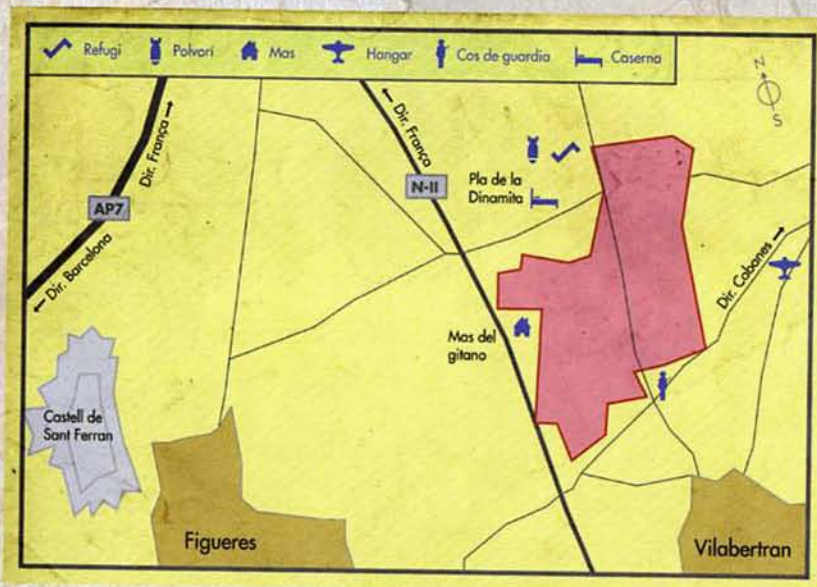 Refugi
Polvorí
Mas
Hangar
Cos de guardia
Caserna
N
S
Dir. França
AP7
Dir. Barcelona
Dir. França
N-II
Pla de la
Dinamita
Dir. Cabanes
Mas del
gitano
Castell de
Sant Ferran
Figueres
Vilabertran